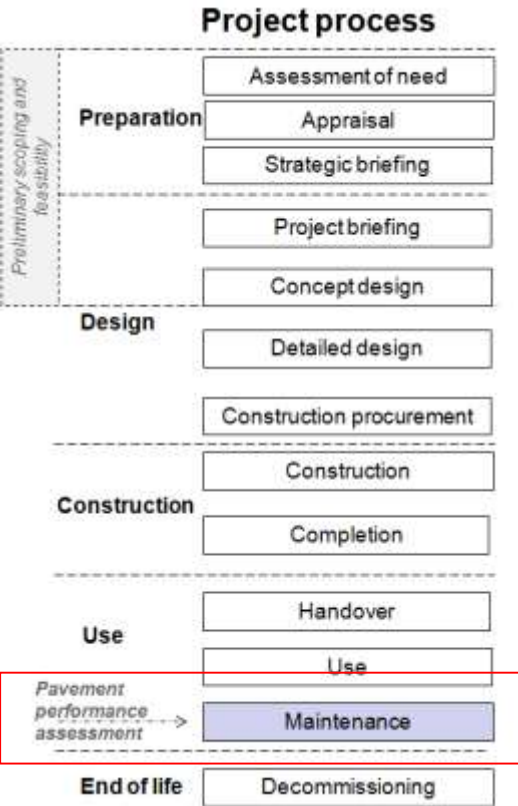 Project process
Preliminary scoping and
feasibility
Preparation
Assessment of need
Appraisal
Strategic briefing
Design
Project briefing
Concept design
Detailed design
Construction procurement
Construction
Construction
Completion
Use
Handover
Use
Pavement
performance
assessment
Maintenance
End of life
Decommissioning